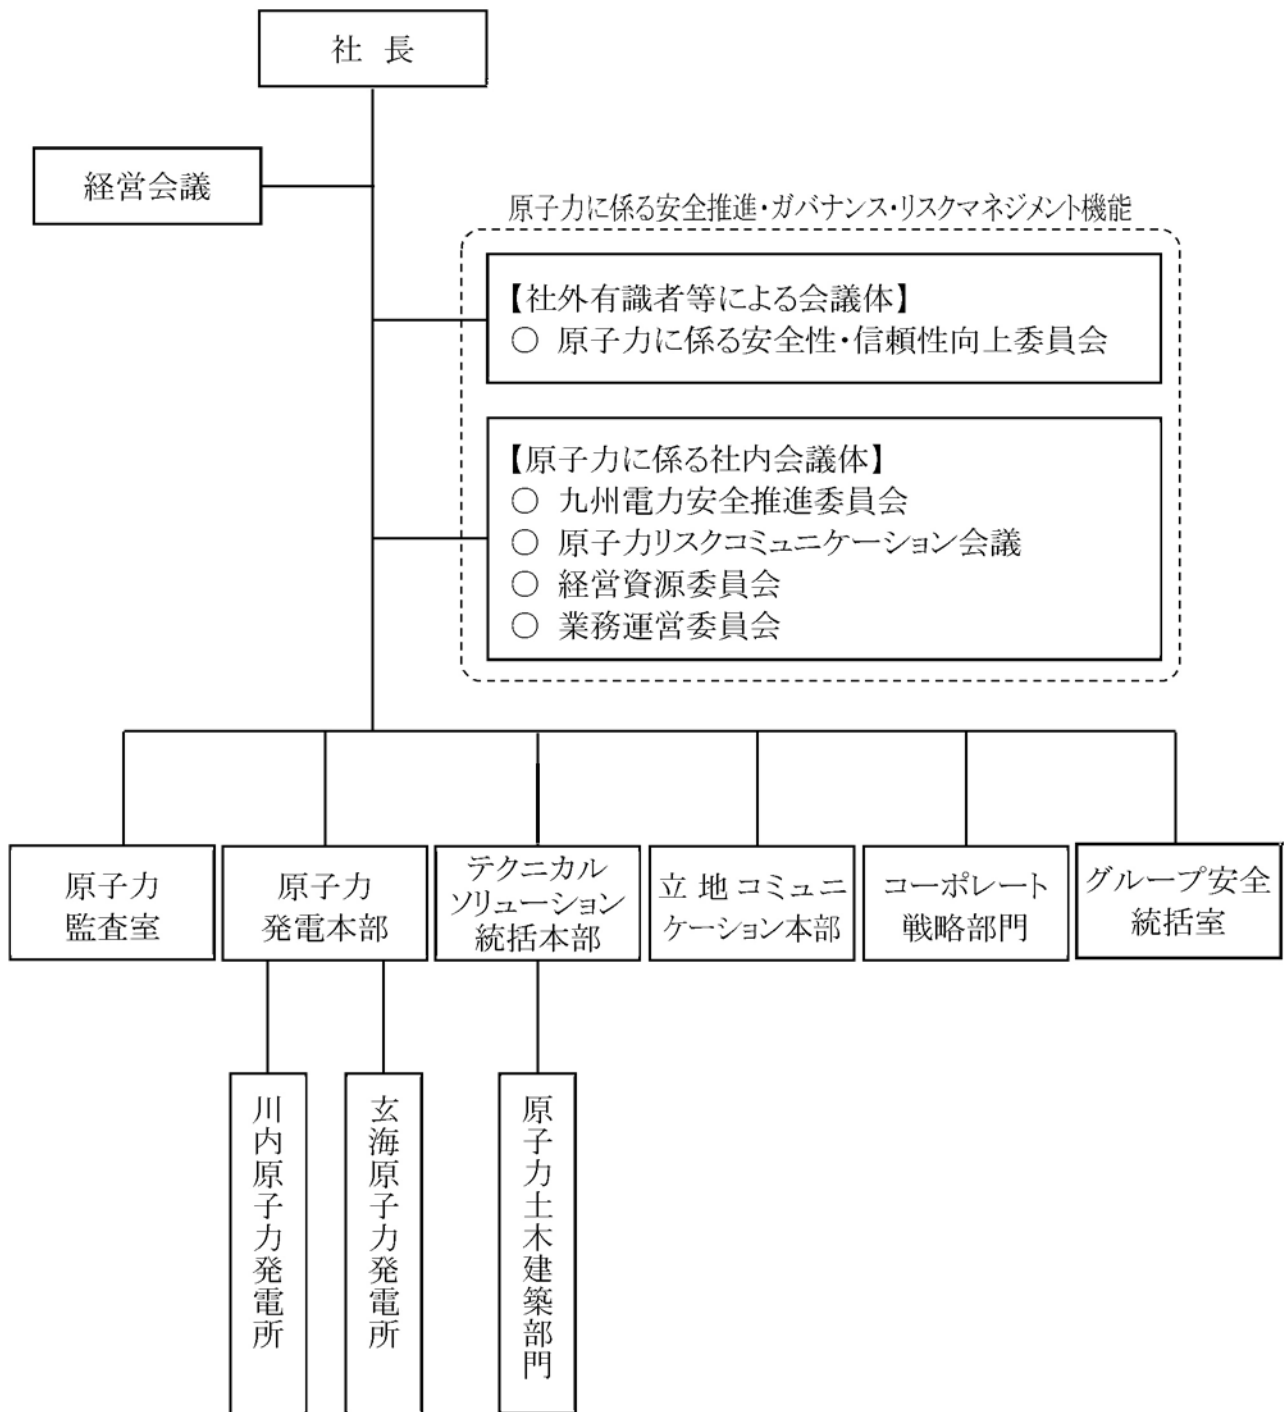 社 長
経営会議
原子力に係る安全推進・ガバナンス・リスクマネジメント機能
【社外有識者等による会議体】
○ 原子力に係る安全性・信頼性向上委員会
【原子力に係る社内会議体】
○ 九州電力安全推進委員会
○ 原子力リスクコミュニケーション会議
○ 経営資源委員会
○ 業務運営委員会
原子力
監査室
原子力
発電本部
テクニカル
ソリューション
統括本部
立 地 コミュニ
ケーション本部
コーポレート
戦略部門
グループ安全
統括室
川内原子力発電所
玄海原子力発電所
原子力土木建築部門